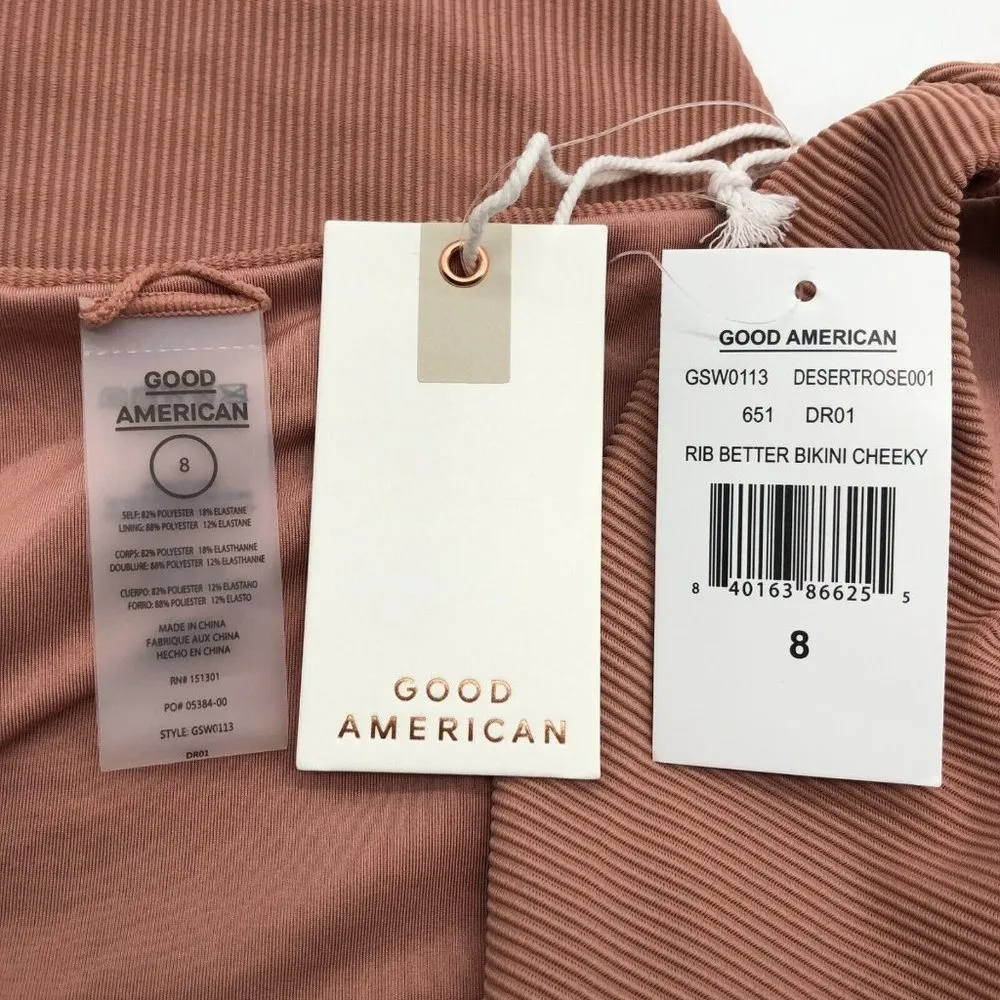 GOOD
AMERICAN
8
SELF: 82% POLYESTER 18% ELASTANE
LINING: 88% POLYESTER 12% ELASTANE
CORPS: 82% POLYESTER 18% ELASTHANNE
DOUBLURE: 88% POLYESTER 12% ELASTHANNE
CUERPO: 82% POLIESTER 12% ELASTANO
FORRO: 88% POLIESTER 12% ELASTO
MADE IN CHINA
FABRIQUE AUX CHINA
HECHO EN CHINA
RN# 151301
PO# 05384-00
STYLE: GSW0113
DR01
GOOD
AMERICAN
GOOD AMERICAN
GSW0113 DESERTROSE001
651 DR01
RIB BETTER BIKINI CHEEKY
8 40163 86625 5
8